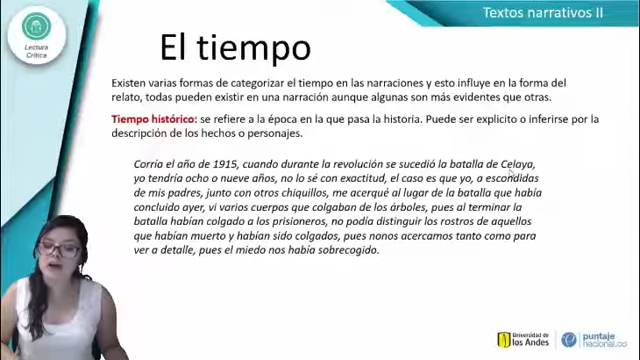 Textos narrativos II
Lectura
Crítica
El tiempo
Existen varias formas de categorizar el tiempo en las narraciones y esto influye en la forma del
relato, todas pueden existir en una narración aunque algunas son más evidentes que otras.
Tiempo histórico: se refiere a la época en la que pasa la historia. Puede ser explicito o inferirse por la
descripción de los hechos o personajes.
Corría el año de 1915, cuando durante la revolución se sucedió la batalla de Celaya,
yo tendría ocho o nueve años, no lo sé con exactitud, el caso es que yo, a escondidas
de mis padres, junto con otros chiquillos, me acerqué al lugar de la batalla que había
concluido ayer, vi varios cuerpos que colgaban de los árboles, pues al terminar la
batalla habían colgado a los prisioneros, no podía distinguir los rostros de aquellos
que habían muerto y habían sido colgados, pues nonos acercamos tanto como para
ver a detalle, pues el miedo nos había sobrecogido.
Universidad de
los Andes
puntaje
nacional.co